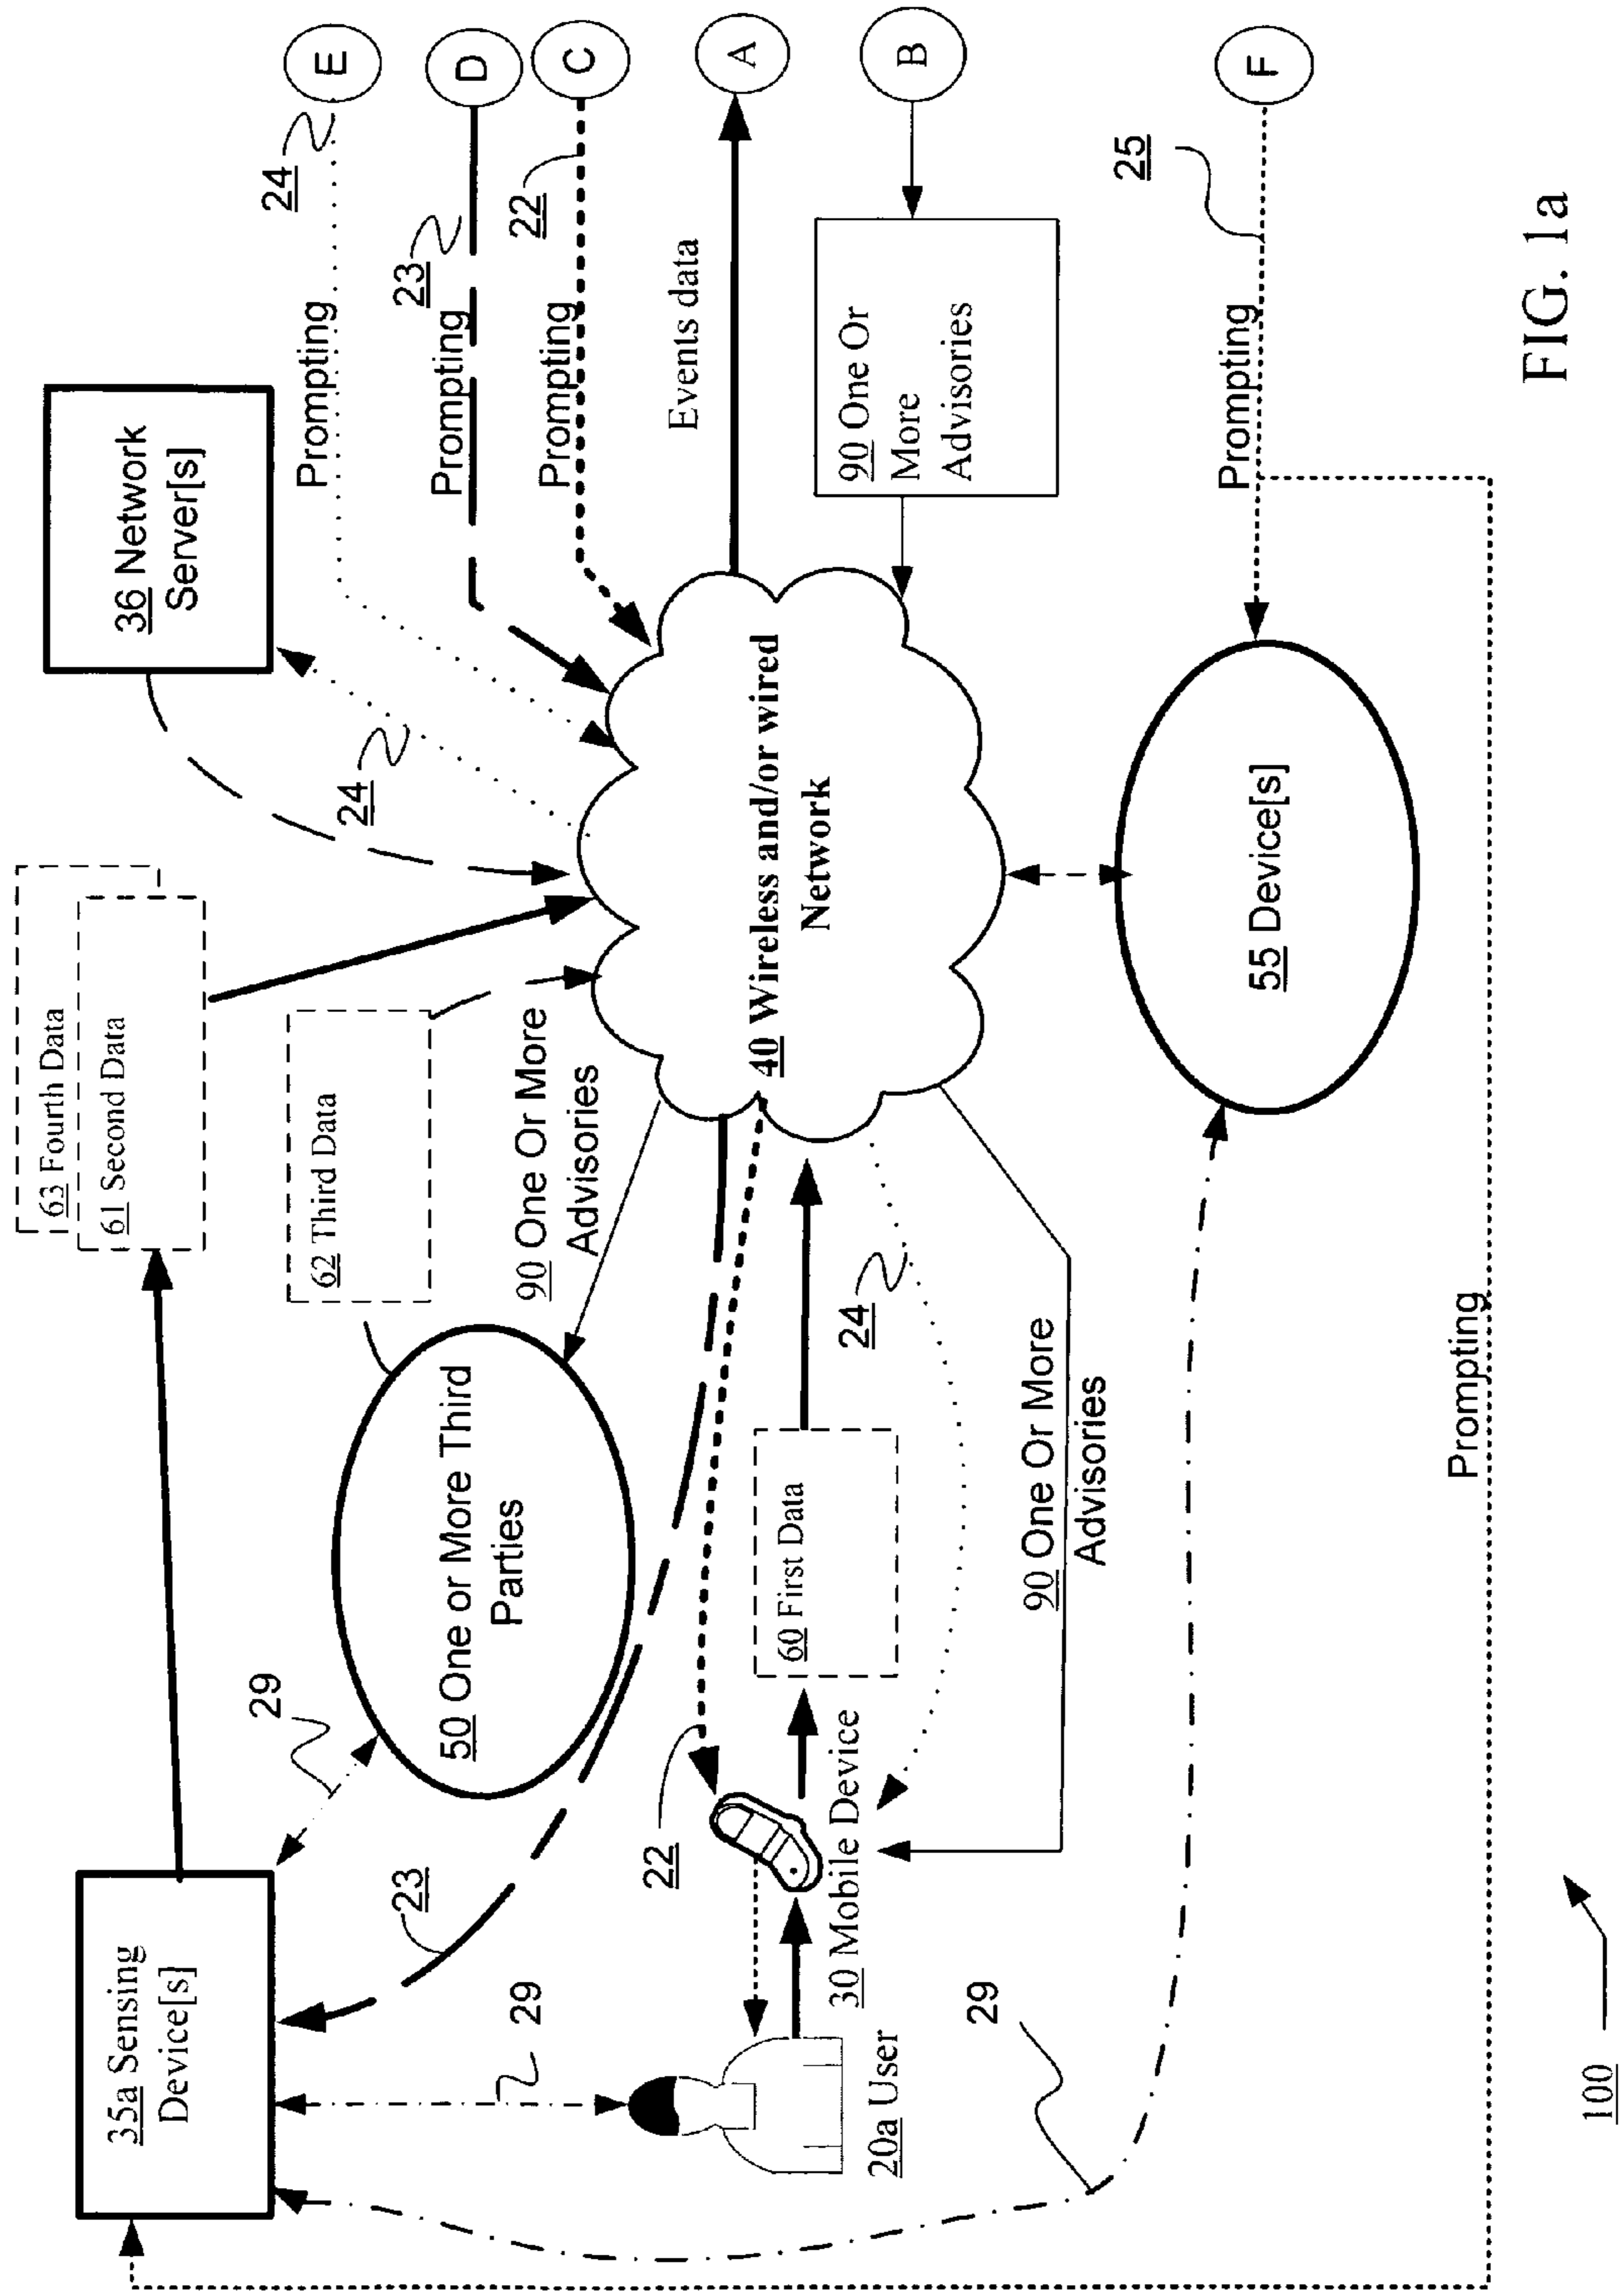 35a Sensing
Device[s]
63 Fourth Data
61 Second Data
36 Network
Server[s]
24
E
29
62 Third Data
24
Prompting
50 One or More Third
Parties
23
23
D
Prompting
90 One Or More
Advisories
22
C
Prompting
29
22
40 Wireless and/or wired
Network
Events data
A
60 First Data
30 Mobile Device
20a User
24
90 One Or
More
Advisories
B
90 One Or More
Advisories
29
55 Device[s]
25
F
Prompting
Prompting
100
FIG. 1a